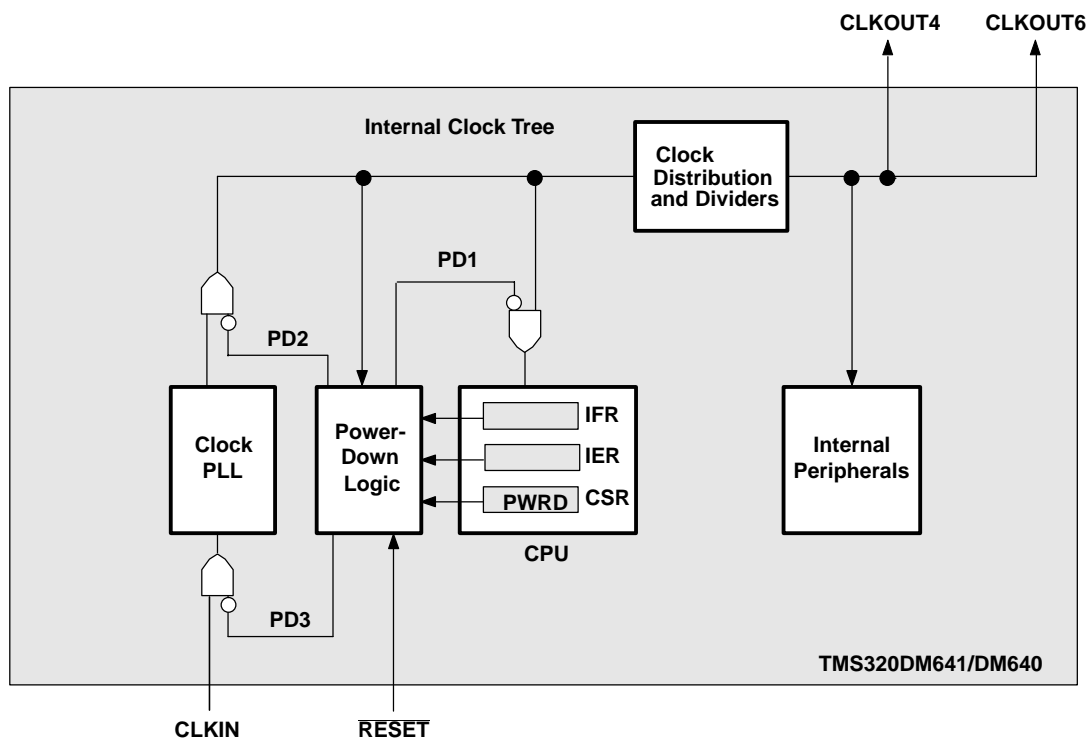 CLKOUT4
CLKOUT6
Internal Clock Tree
Clock
Distribution
and Dividers
PD1
PD2
Clock
PLL
Power-
Down
Logic
IFR
IER
PWRD
CSR
CPU
Internal
Peripherals
PD3
TMS320DM641/DM640
CLKIN
RESET